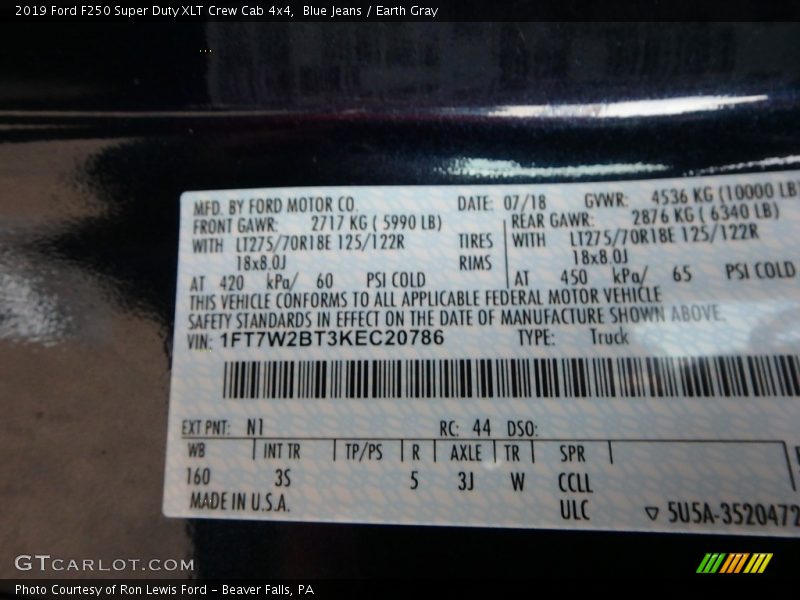 2019 Ford F250 Super Duty XLT Crew Cab 4x4,  Blue Jeans / Earth Gray
MFD. BY FORD MOTOR CO. DATE: 07/18 GVWR: 4536 KG (10000 LB)
FRONT GAWR: 2717 KG ( 5990 LB) REAR GAWR: 2876 KG ( 6340 LB)
WITH LT275/70R18E 125/122R TIRES WITH LT275/70R18E 125/122R
18x8.0J RIMS 18x8.0J
AT 420 kPa/ 60 PSI COLD AT 450 kPa/ 65 PSI COLD
THIS VEHICLE CONFORMS TO ALL APPLICABLE FEDERAL MOTOR VEHICLE
SAFETY STANDARDS IN EFFECT ON THE DATE OF MANUFACTURE SHOWN ABOVE.
VIN: 1FT7W2BT3KEC20786 TYPE: Truck
EXT PNT: N1 RC: 44 DSO:
WB INT TR TP/PS R AXLE TR SPR
160 3S 5 3J W CCLL
MADE IN U.S.A. ULC 5U5A-3520472
GTCARLOT.COM
Photo Courtesy of Ron Lewis Ford - Beaver Falls, PA